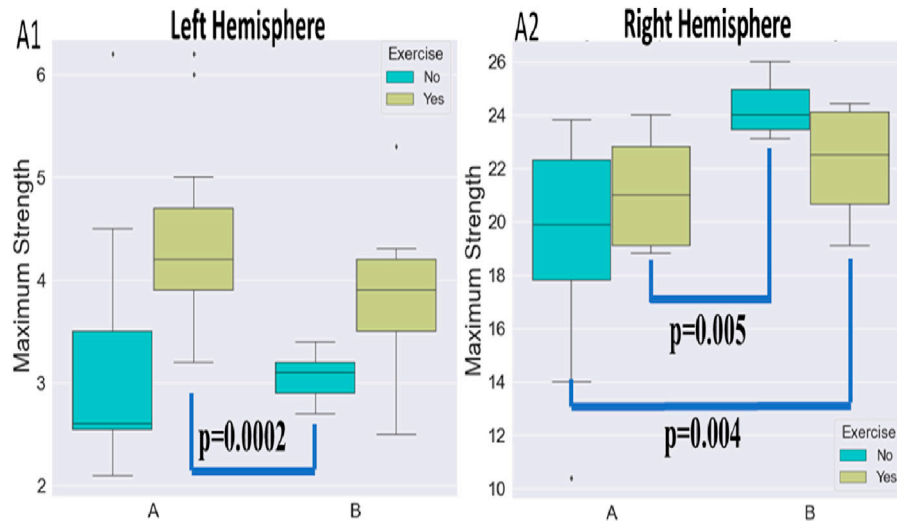 A1
Left Hemisphere
Maximum Strength
6
5
4
3
2
Exercise
No
Yes
p=0.0002
A
B
A2
Right Hemisphere
Maximum Strength
26
24
22
20
18
16
14
12
10
p=0.005
p=0.004
Exercise
No
Yes
A
B